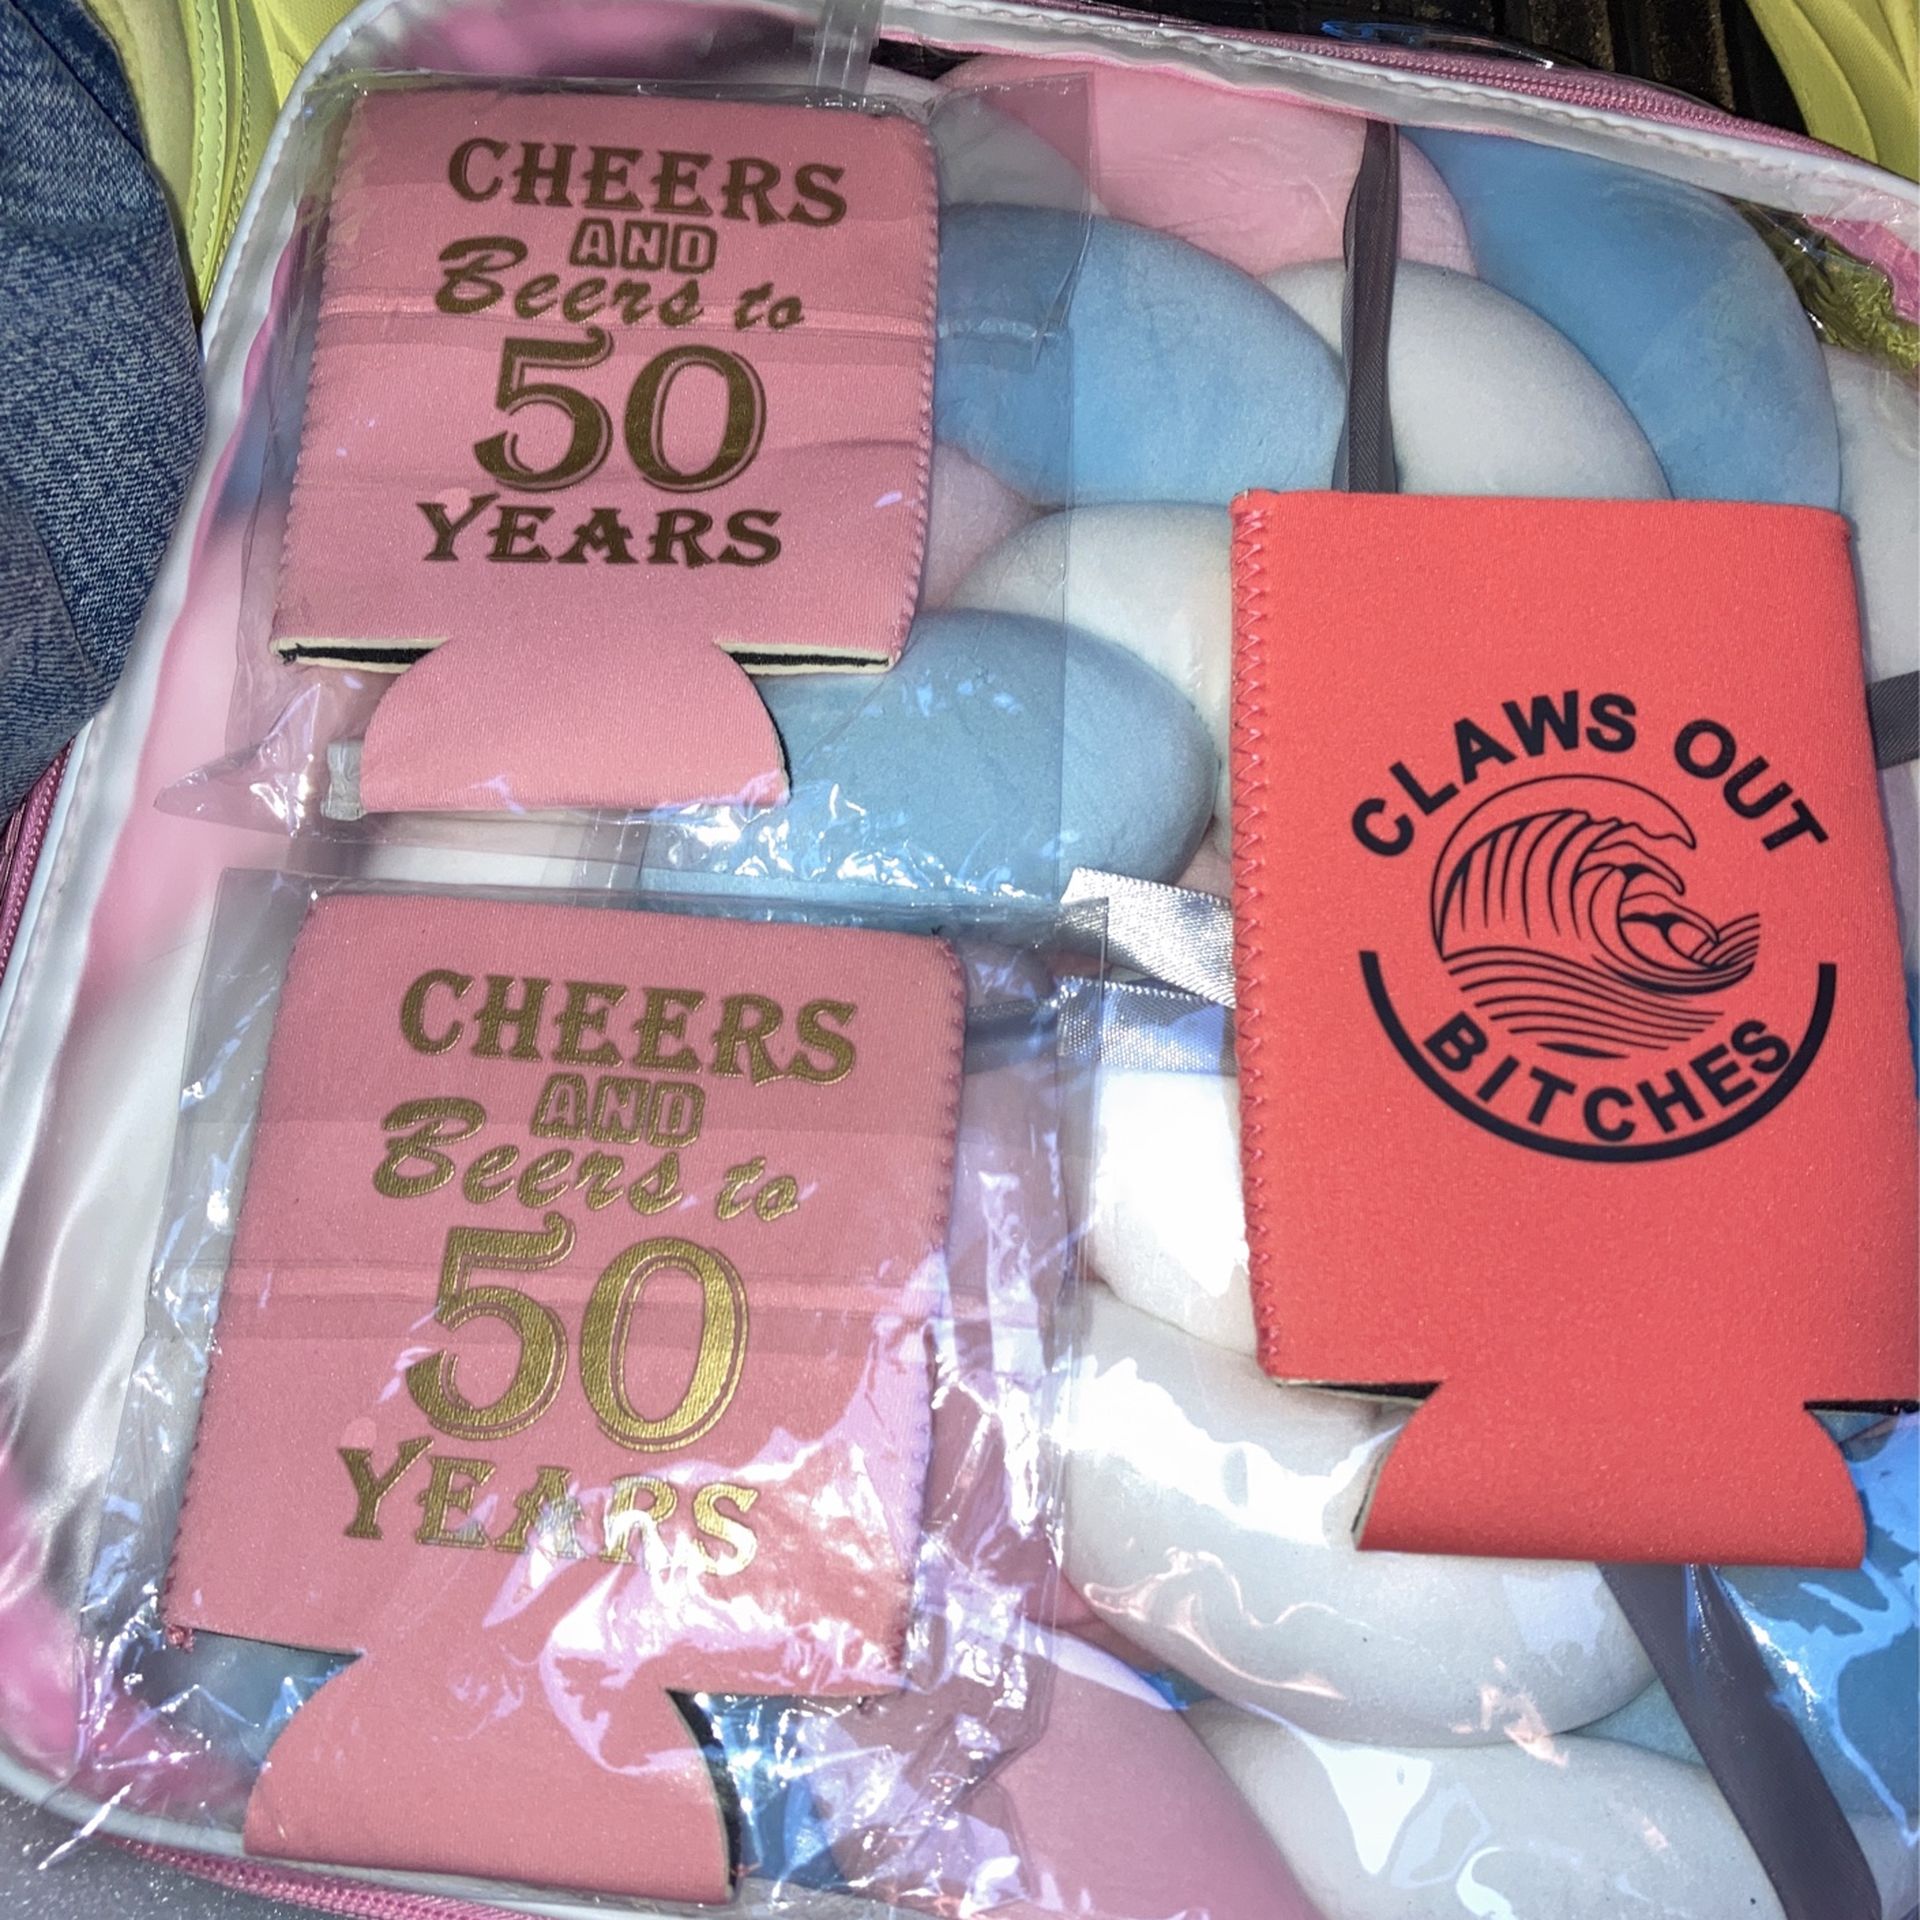 CHEERS
AND
Beers to
50
YEARS
CHEERS
AND
Beers to
50
YEARS
CLAWS OUT
BITCHES